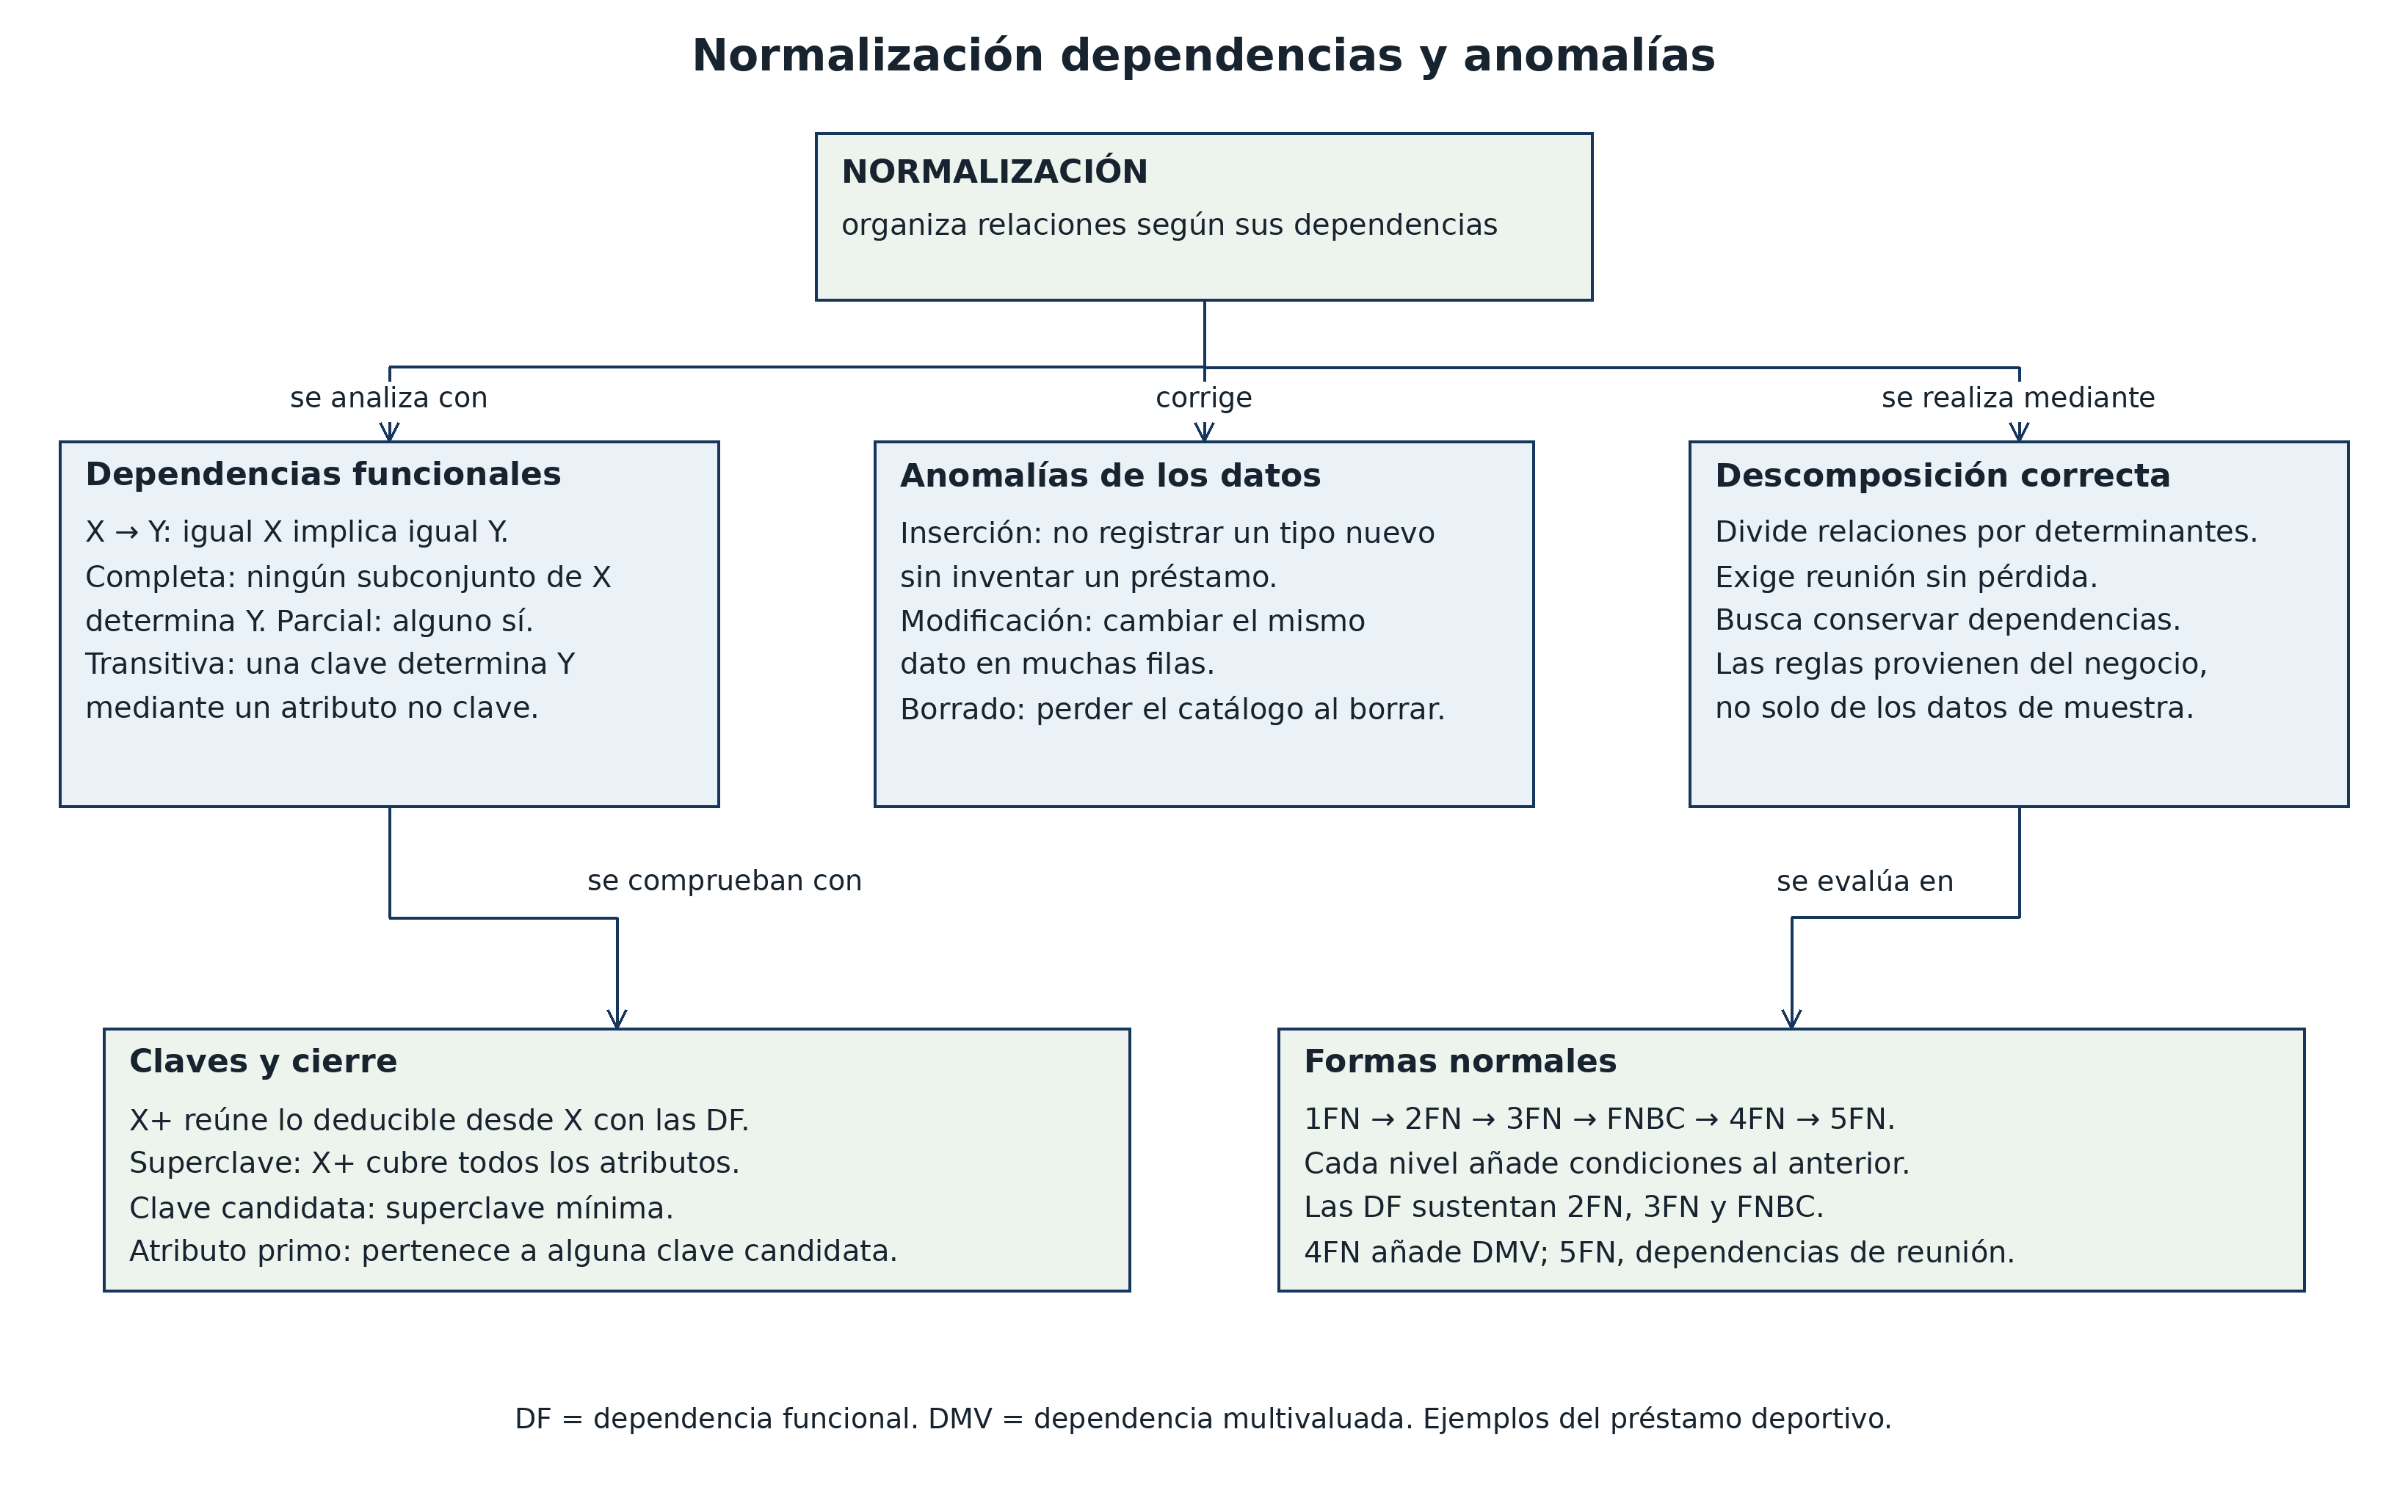 Normalización dependencias y anomalías
NORMALIZACIÓN
organiza relaciones según sus dependencias
se analiza con
corrige
se realiza mediante
Dependencias funcionales
X → Y: igual X implica igual Y.
Completa: ningún subconjunto de X
determina Y. Parcial: alguno sí.
Transitiva: una clave determina Y
mediante un atributo no clave.
Anomalías de los datos
Inserción: no registrar un tipo nuevo
sin inventar un préstamo.
Modificación: cambiar el mismo
dato en muchas filas.
Borrado: perder el catálogo al borrar.
Descomposición correcta
Divide relaciones por determinantes.
Exige reunión sin pérdida.
Busca conservar dependencias.
Las reglas provienen del negocio,
no solo de los datos de muestra.
se comprueban con
se evalúa en
Claves y cierre
X+ reúne lo deducible desde X con las DF.
Superclave: X+ cubre todos los atributos.
Clave candidata: superclave mínima.
Atributo primo: pertenece a alguna clave candidata.
Formas normales
1FN → 2FN → 3FN → FNBC → 4FN → 5FN.
Cada nivel añade condiciones al anterior.
Las DF sustentan 2FN, 3FN y FNBC.
4FN añade DMV; 5FN, dependencias de reunión.
DF = dependencia funcional. DMV = dependencia multivaluada. Ejemplos del préstamo deportivo.